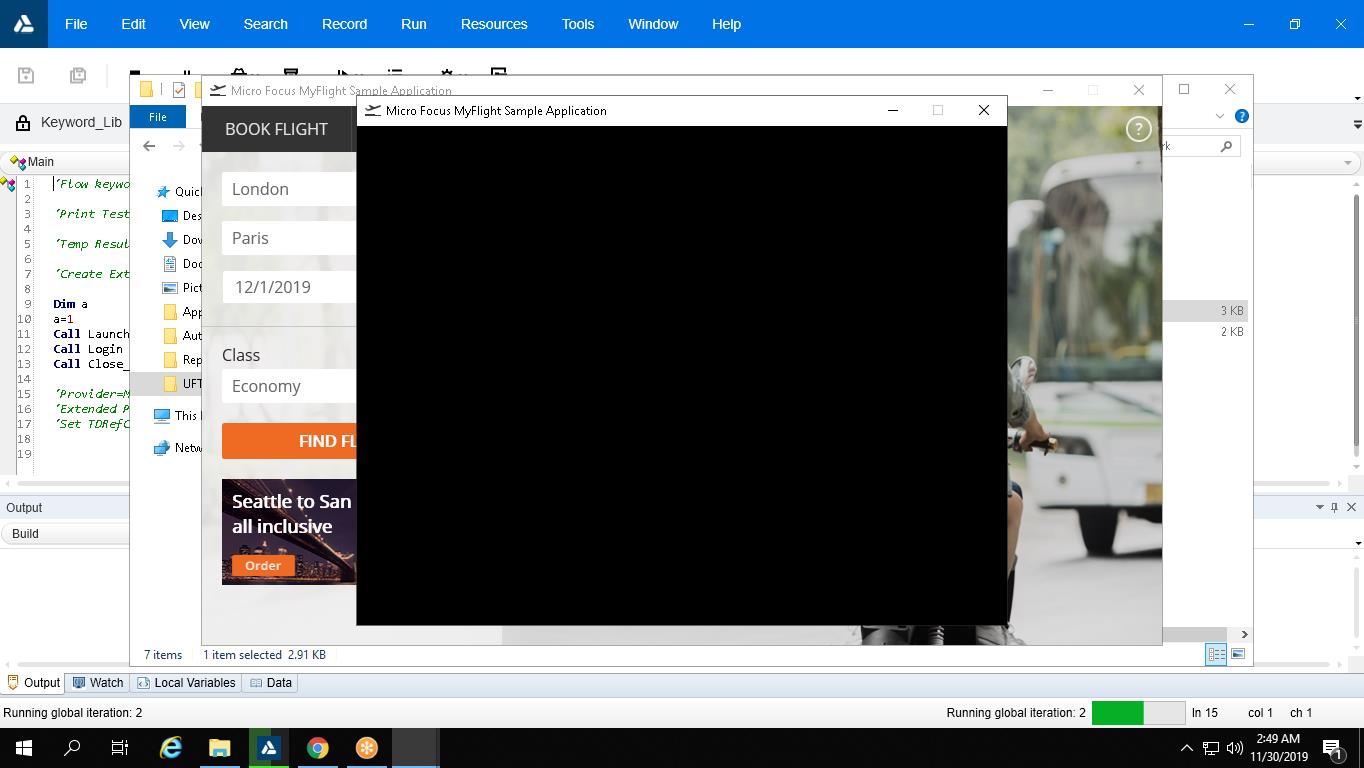 File Edit View Search Record Run Resources Tools Window Help
Micro Focus MyFlight Sample Application
Micro Focus MyFlight Sample Application
Keyword_Lib
File
BOOK FLIGHT
?
?
Main
1 'Flow keywo
2
3 'Print Test
4
5 'Temp Resul
6
7 'Create Ext
8
9 Dim a
10 a=1
11 Call Launch
12 Call Login
13 Call Close_
14
15 'Provider=M
16 'Extended P
17 'Set TDRefC
18
19
Quic
Des
Dov
Doc
Pict
App
Aut
Rep
UFT
This
Netw
London
Paris
12/1/2019
Class
Economy
FIND FL
Seattle to San
all inclusive
Order
rk
3 KB
2 KB
Output
Build
7 items 1 item selected 2.91 KB
Output Watch Local Variables Data
Running global iteration: 2 Running global iteration: 2 ln 15 col 1 ch 1
2:49 AM
11/30/2019
1